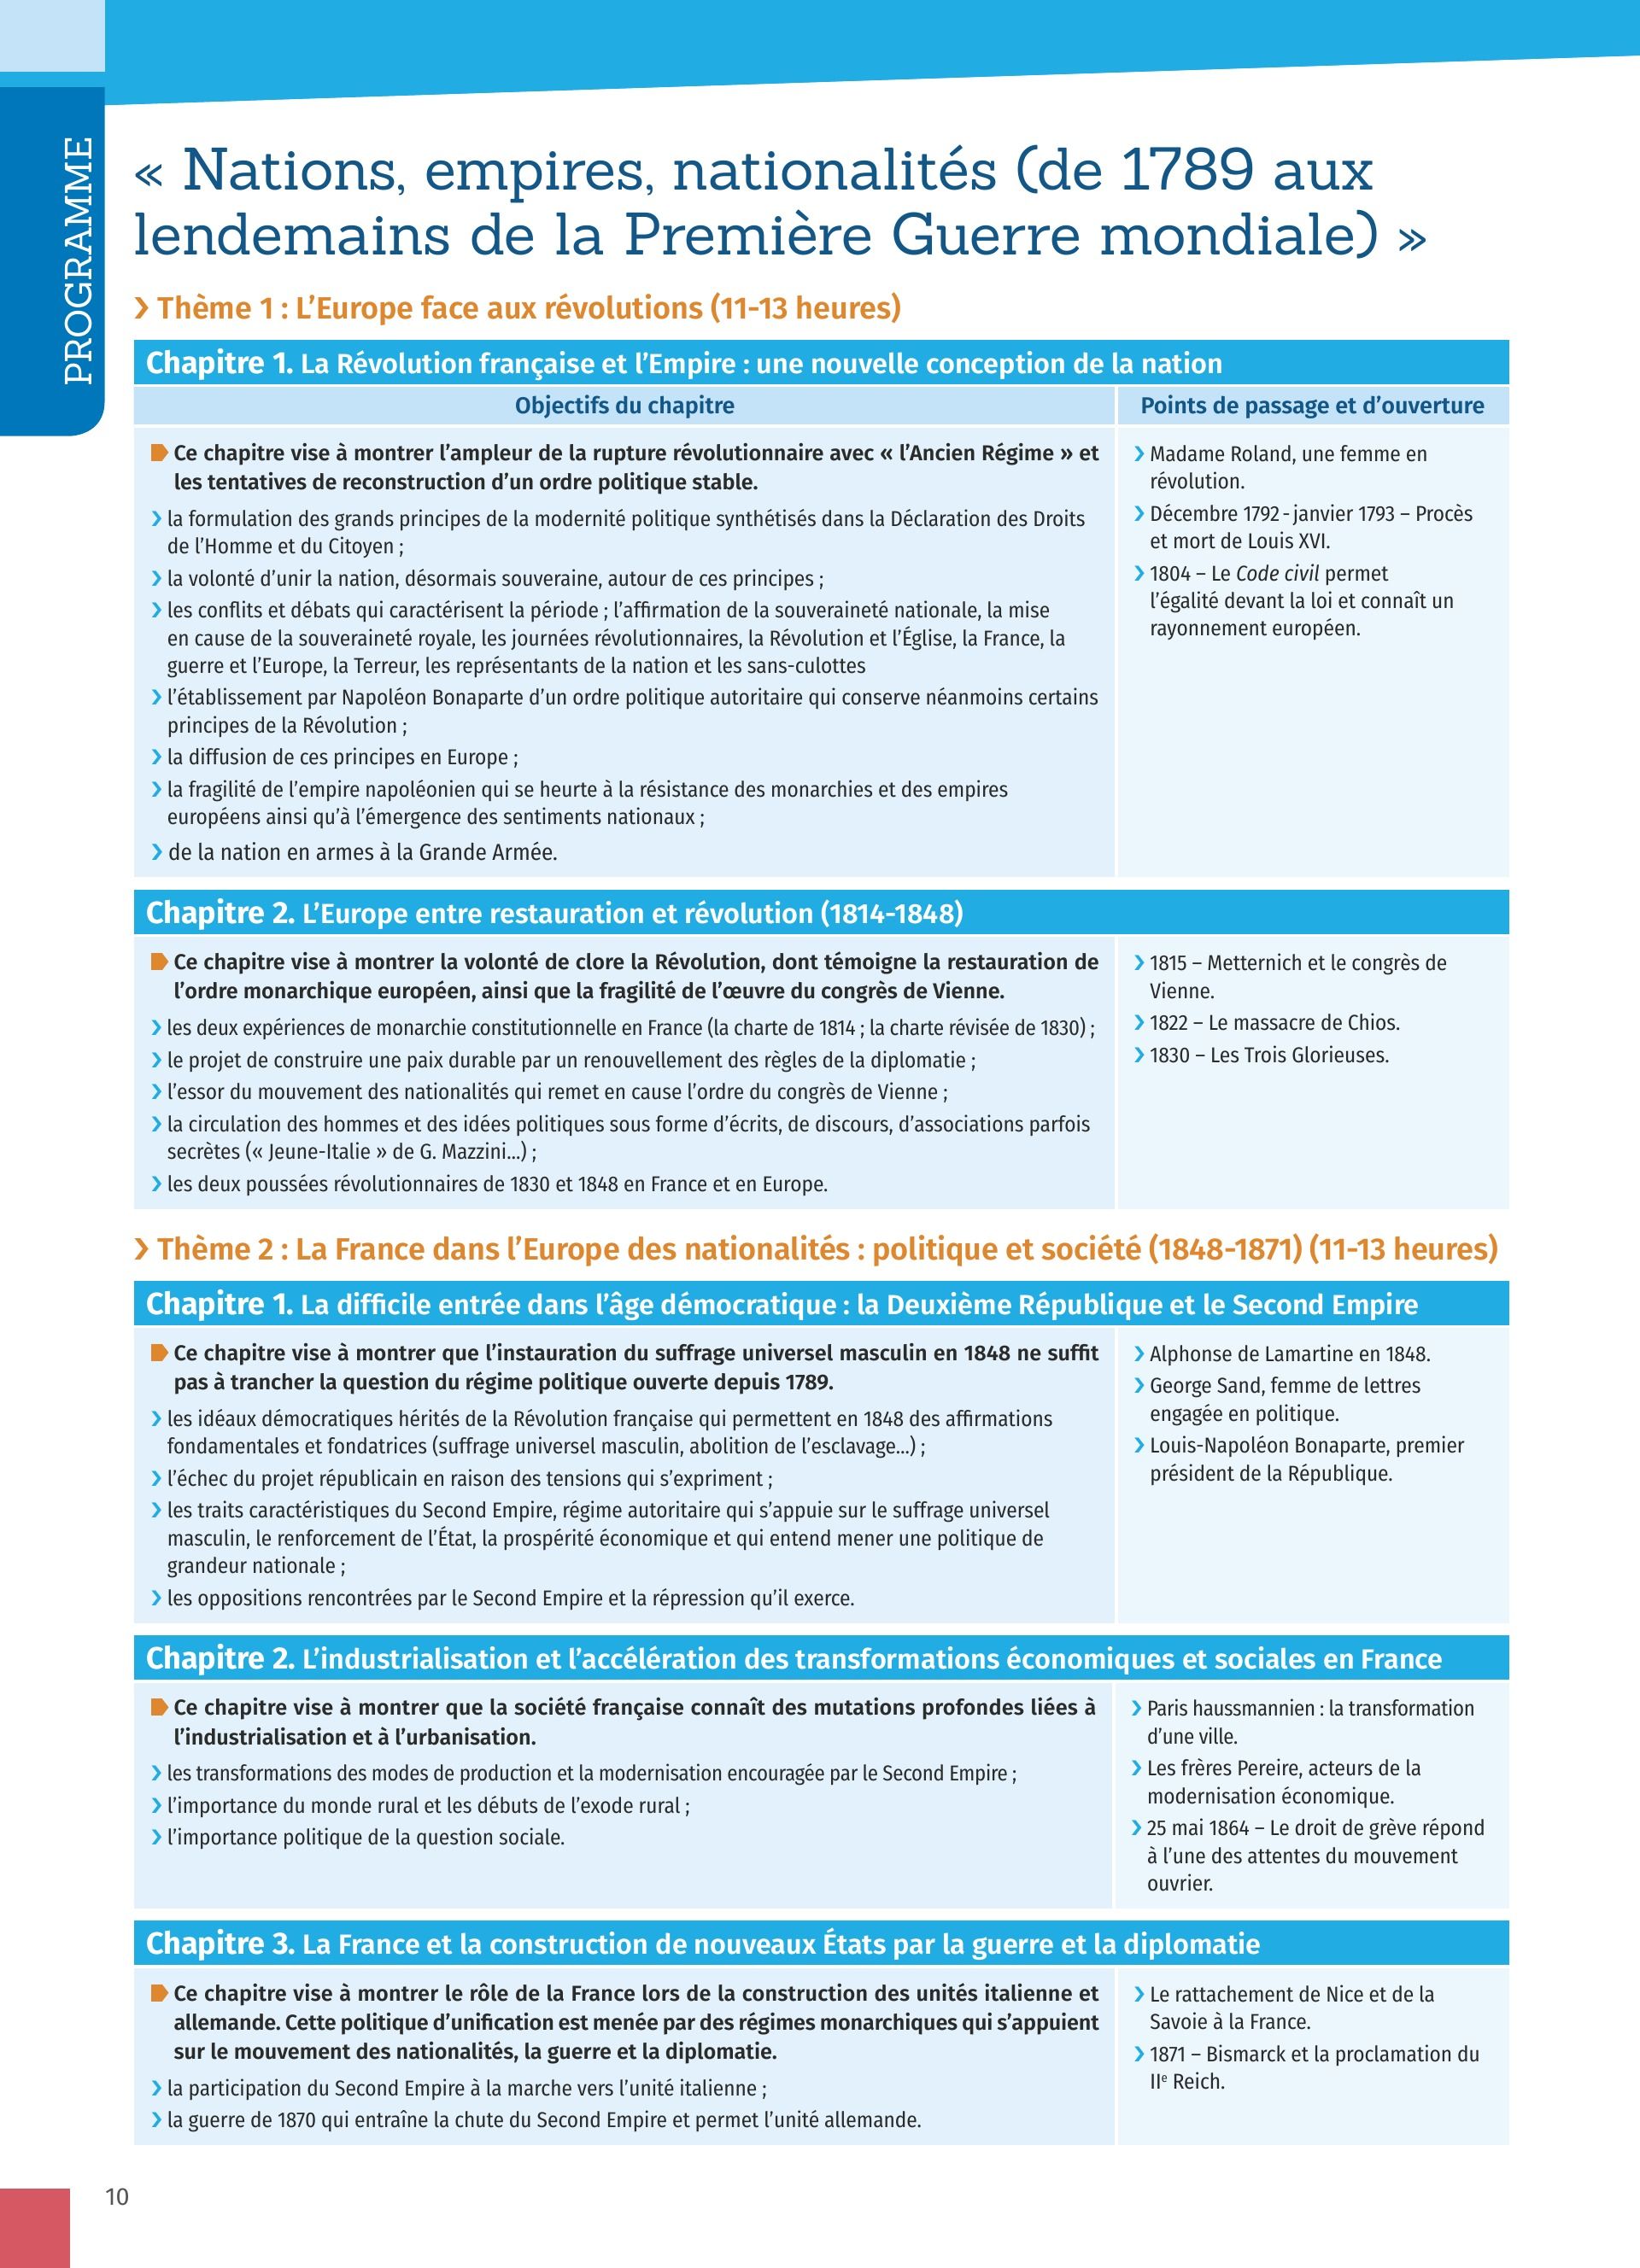 PROGRAMME
« Nations, empires, nationalités (de 1789 aux
lendemains de la Première Guerre mondiale) »
› Thème 1 : L’Europe face aux révolutions (11-13 heures)
Chapitre 1. La Révolution française et l’Empire : une nouvelle conception de la nation
Objectifs du chapitre
Points de passage et d’ouverture
Ce chapitre vise à montrer l’ampleur de la rupture révolutionnaire avec « l’Ancien Régime » et
les tentatives de reconstruction d’un ordre politique stable.
› la formulation des grands principes de la modernité politique synthétisés dans la Déclaration des Droits
de l’Homme et du Citoyen ;
› la volonté d’unir la nation, désormais souveraine, autour de ces principes ;
› les conflits et débats qui caractérisent la période ; l’affirmation de la souveraineté nationale, la mise
en cause de la souveraineté royale, les journées révolutionnaires, la Révolution et l’Église, la France, la
guerre et l’Europe, la Terreur, les représentants de la nation et les sans-culottes
› l’établissement par Napoléon Bonaparte d’un ordre politique autoritaire qui conserve néanmoins certains
principes de la Révolution ;
› la diffusion de ces principes en Europe ;
› la fragilité de l’empire napoléonien qui se heurte à la résistance des monarchies et des empires
européens ainsi qu’à l’émergence des sentiments nationaux ;
› de la nation en armes à la Grande Armée.
› Madame Roland, une femme en
révolution.
› Décembre 1792 - janvier 1793 – Procès
et mort de Louis XVI.
› 1804 – Le Code civil permet
l’égalité devant la loi et connaît un
rayonnement européen.
Chapitre 2. L’Europe entre restauration et révolution (1814-1848)
Ce chapitre vise à montrer la volonté de clore la Révolution, dont témoigne la restauration de
l’ordre monarchique européen, ainsi que la fragilité de l’œuvre du congrès de Vienne.
› les deux expériences de monarchie constitutionnelle en France (la charte de 1814 ; la charte révisée de 1830) ;
› le projet de construire une paix durable par un renouvellement des règles de la diplomatie ;
› l’essor du mouvement des nationalités qui remet en cause l’ordre du congrès de Vienne ;
› la circulation des hommes et des idées politiques sous forme d’écrits, de discours, d’associations parfois
secrètes (« Jeune-Italie » de G. Mazzini…) ;
› les deux poussées révolutionnaires de 1830 et 1848 en France et en Europe.
› 1815 – Metternich et le congrès de
Vienne.
› 1822 – Le massacre de Chios.
› 1830 – Les Trois Glorieuses.
› Thème 2 : La France dans l’Europe des nationalités : politique et société (1848-1871) (11-13 heures)
Chapitre 1. La difficile entrée dans l’âge démocratique : la Deuxième République et le Second Empire
Ce chapitre vise à montrer que l’instauration du suffrage universel masculin en 1848 ne suffit
pas à trancher la question du régime politique ouverte depuis 1789.
› les idéaux démocratiques hérités de la Révolution française qui permettent en 1848 des affirmations
fondamentales et fondatrices (suffrage universel masculin, abolition de l’esclavage…) ;
› l’échec du projet républicain en raison des tensions qui s’expriment ;
› les traits caractéristiques du Second Empire, régime autoritaire qui s’appuie sur le suffrage universel
masculin, le renforcement de l’État, la prospérité économique et qui entend mener une politique de
grandeur nationale ;
› les oppositions rencontrées par le Second Empire et la répression qu’il exerce.
› Alphonse de Lamartine en 1848.
› George Sand, femme de lettres
engagée en politique.
› Louis-Napoléon Bonaparte, premier
président de la République.
Chapitre 2. L’industrialisation et l’accélération des transformations économiques et sociales en France
Ce chapitre vise à montrer que la société française connaît des mutations profondes liées à
l’industrialisation et à l’urbanisation.
› les transformations des modes de production et la modernisation encouragée par le Second Empire ;
› l’importance du monde rural et les débuts de l’exode rural ;
› l’importance politique de la question sociale.
› Paris haussmannien : la transformation
d’une ville.
› Les frères Pereire, acteurs de la
modernisation économique.
› 25 mai 1864 – Le droit de grève répond
à l’une des attentes du mouvement
ouvrier.
Chapitre 3. La France et la construction de nouveaux États par la guerre et la diplomatie
Ce chapitre vise à montrer le rôle de la France lors de la construction des unités italienne et
allemande. Cette politique d’unification est menée par des régimes monarchiques qui s’appuient
sur le mouvement des nationalités, la guerre et la diplomatie.
› la participation du Second Empire à la marche vers l’unité italienne ;
› la guerre de 1870 qui entraîne la chute du Second Empire et permet l’unité allemande.
› Le rattachement de Nice et de la
Savoie à la France.
› 1871 – Bismarck et la proclamation du
IIe Reich.
10